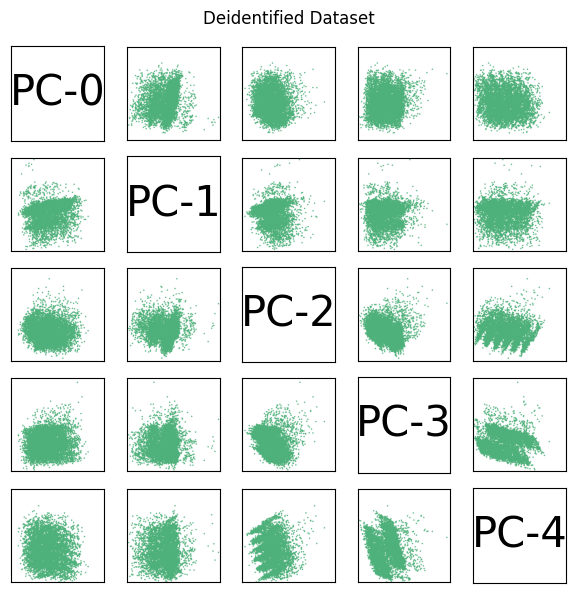 Deidentified Dataset
PC-0
PC-1
PC-2
PC-3
PC-4